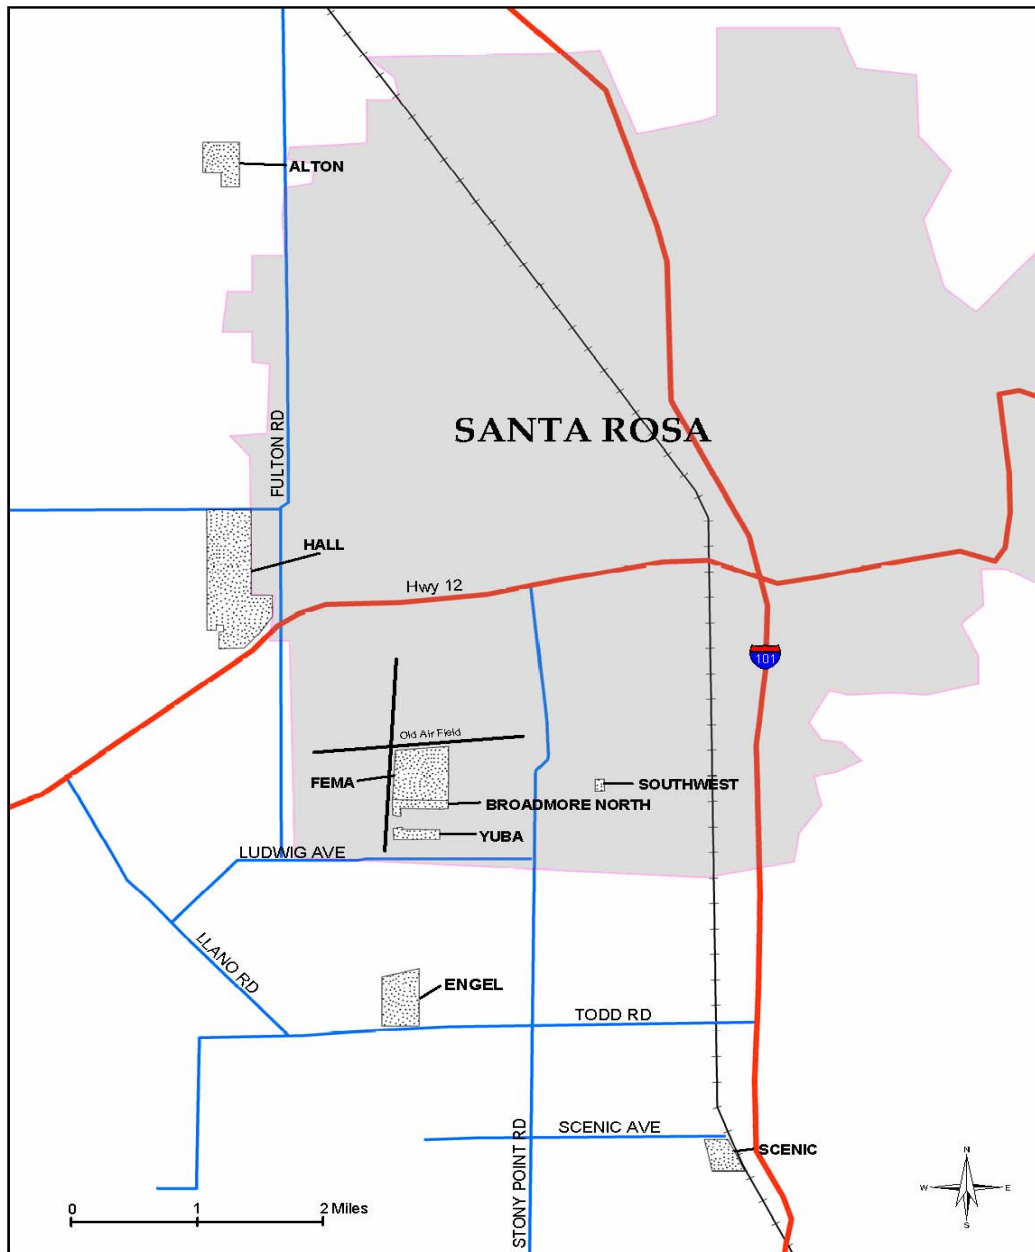 ALTON
FULTON RD
SANTA ROSA
HALL
Hwy 12
101
Old Air Field
FEMA
SOUTHWEST
BROADMORE NORTH
YUBA
LUDWIG AVE
LLANO RD
ENGEL
TODD RD
STONY POINT RD
SCENIC AVE
SCENIC
N
W
E
S
0
1
2 Miles